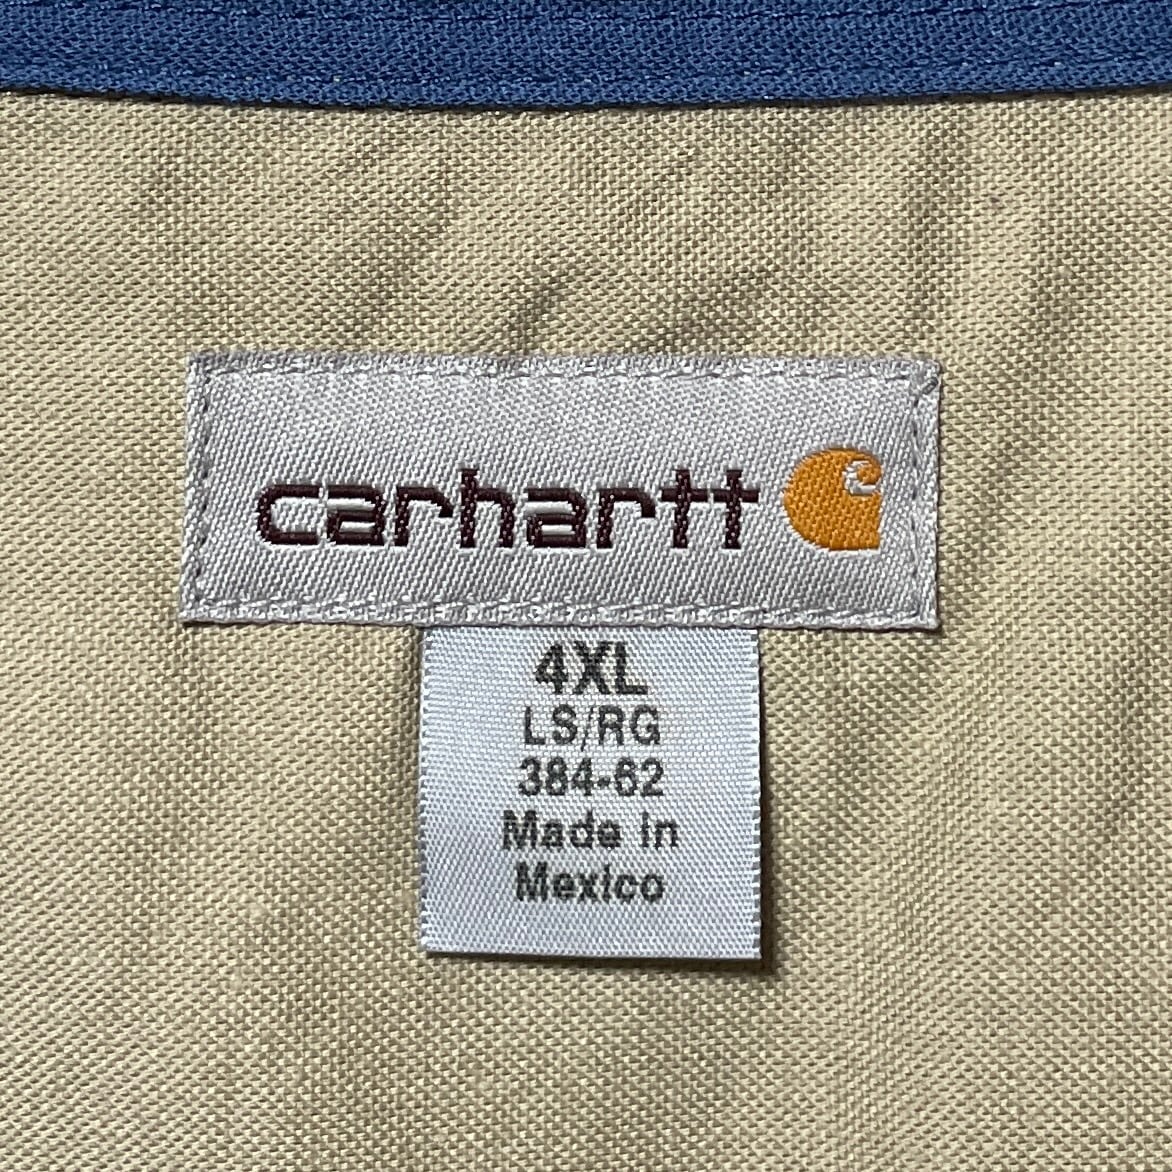 carhartt
4XL
LS/RG
384-62
Made in
Mexico